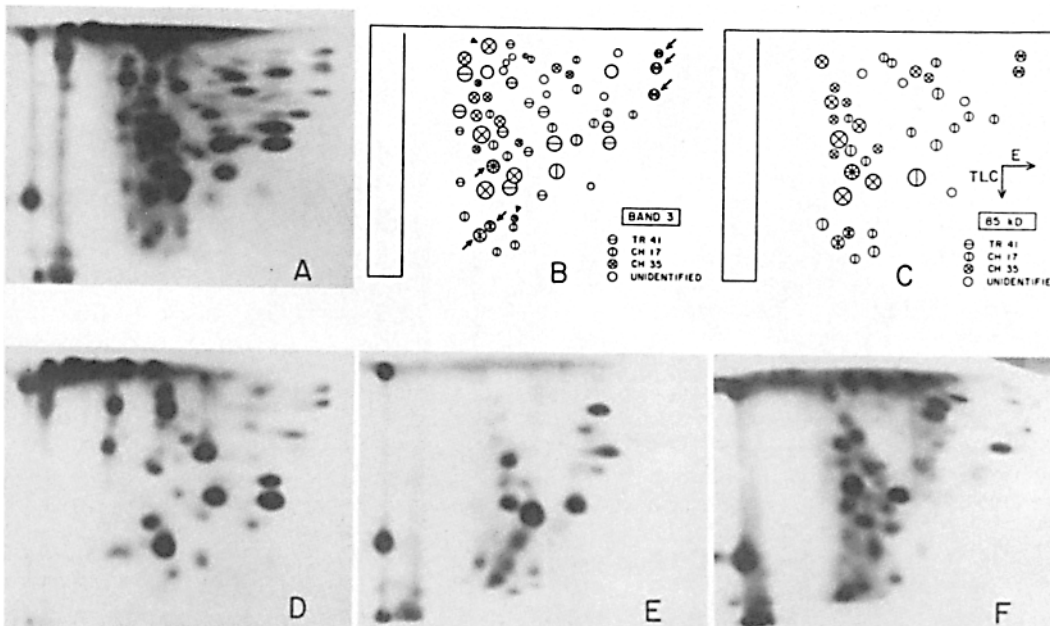 A
BAND 3
TR 41
CH 17
CH 35
UNIDENTIFIED
B
E
TLC
85 kD
TR 41
CH 17
CH 35
UNIDENTIFIED
C
D
E
F